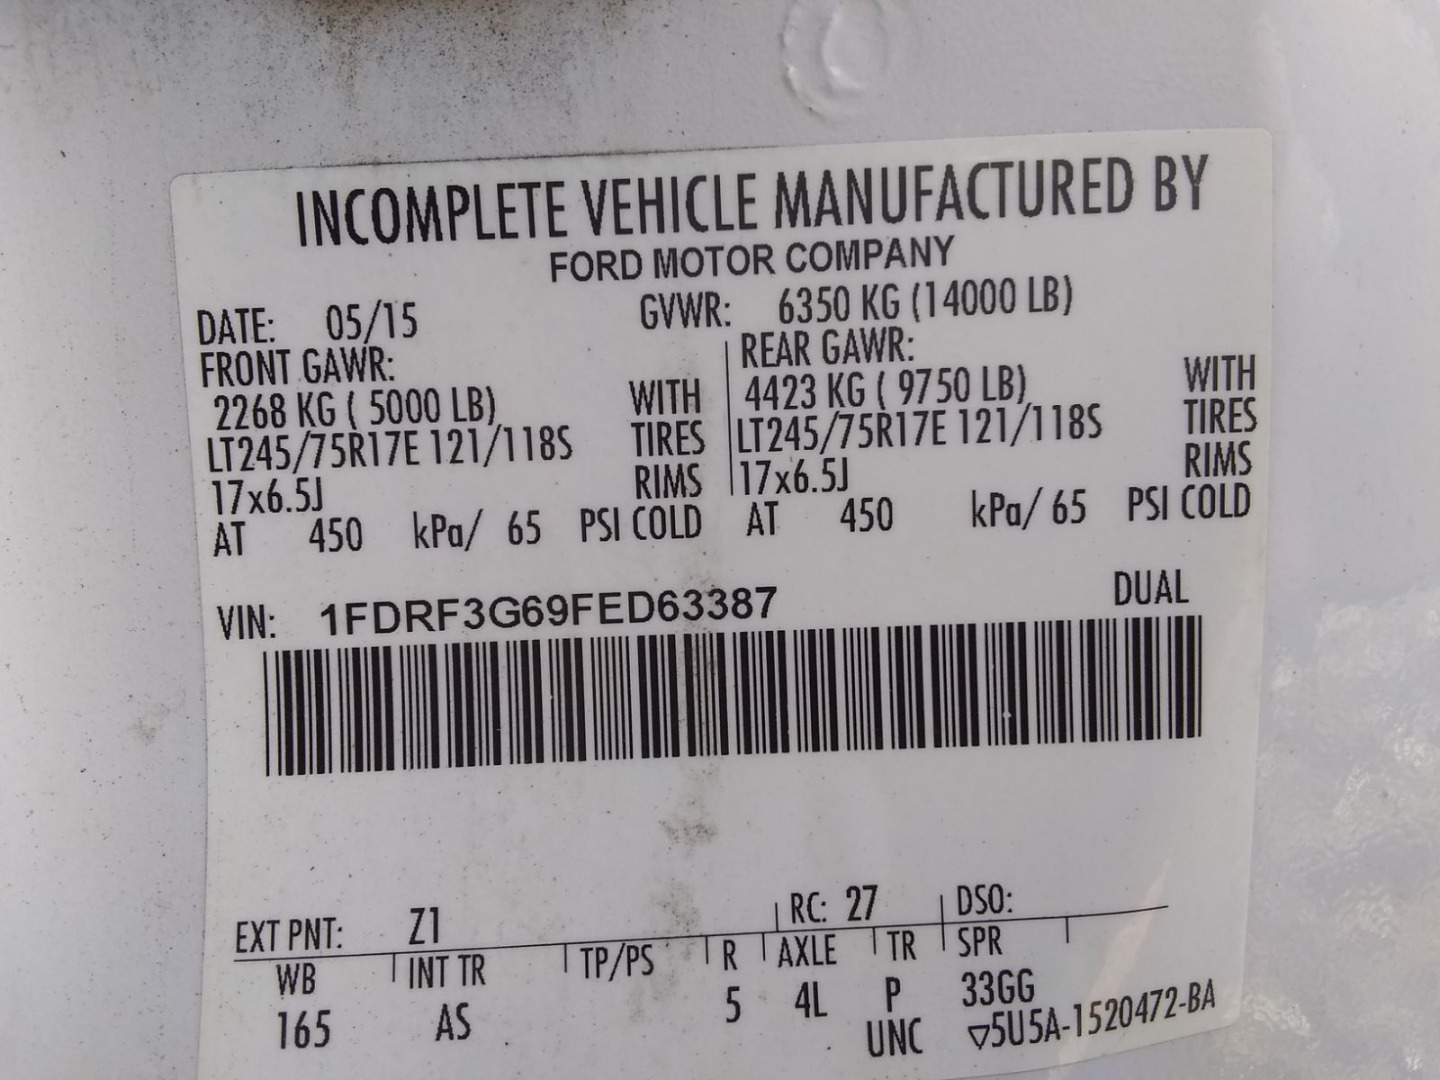 INCOMPLETE VEHICLE MANUFACTURED BY
FORD MOTOR COMPANY
DATE: 05/15 GVWR: 6350 KG (14000 LB)
FRONT GAWR: REAR GAWR:
2268 KG ( 5000 LB) WITH 4423 KG ( 9750 LB) WITH
LT245/75R17E 121/118S TIRES LT245/75R17E 121/118S TIRES
17x6.5J RIMS 17x6.5J RIMS
AT 450 kPa/ 65 PSI COLD AT 450 kPa/ 65 PSI COLD
VIN: 1FDRF3G69FED63387 DUAL
EXT PNT: Z1 RC: 27 DSO:
WB INT TR TP/PS R AXLE TR SPR
165 AS 5 4L P 33GG
UNC ▽5U5A-1520472-BA